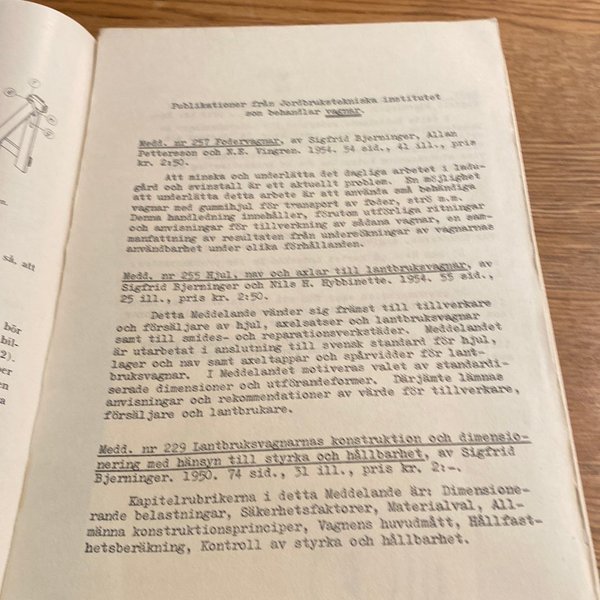 så, att
bör
bil-
2).
per
en
a
Publikationer från Jordbrukstekniska institutet
som behandlar vagnar.
Medd. nr 257 Fodervagnar, av Sigfrid Bjerninger, Allan
Pettersson och N.E. Vingren. 1954. 54 sid., 41 ill., pris
kr. 2:50.
Att minska och underlätta det dagliga arbetet i ladu-
gård och svinstall är ett aktuellt problem. En möjlighet
att underlätta detta arbete är att använda små behändiga
vagnar med gummihjul för transport av foder, strö m.m.
Denna handledning innehåller, förutom utförliga ritningar
och anvisningar för tillverkning av sådana vagnar, en sam-
manfattning av resultaten från undersökningar av vagnarnas
användbarhet under olika förhållanden.
Medd. nr 255 Hjul, nav och axlar till lantbruksvagnar, av
Sigfrid Bjerninger och Nils H. Hybbinette. 1954. 55 sid.,
25 ill., pris kr. 2:50.
Detta Meddelande vänder sig främst till tillverkare
och försäljare av hjul, axelsatser och lantbruksvagnar
samt till smides- och reparationsverkstäder. Meddelandet
är utarbetat i anslutning till svensk standard för hjul,
lager och nav samt axeltappar och spårvidder för lant-
bruksvagnar. I Meddelandet motiveras valet av standardi-
serade dimensioner och utförandeformer. Därjämte lämnas
anvisningar och rekommendationer av värde för tillverkare,
försäljare och lantbrukare.
Medd. nr 229 Lantbruksvagnarnas konstruktion och dimensio-
nering med hänsyn till styrka och hållbarhet, av Sigfrid
Bjerninger. 1950. 74 sid., 31 ill., pris kr. 2:-.
Kapitelrubrikerna i detta Meddelande är: Dimensione-
rande belastningar, Säkerhetsfaktorer, Materialval, All-
männa konstruktionsprinciper, Vagnens huvudmått, Hållfast-
hetsberäkning, Kontroll av styrka och hållbarhet.